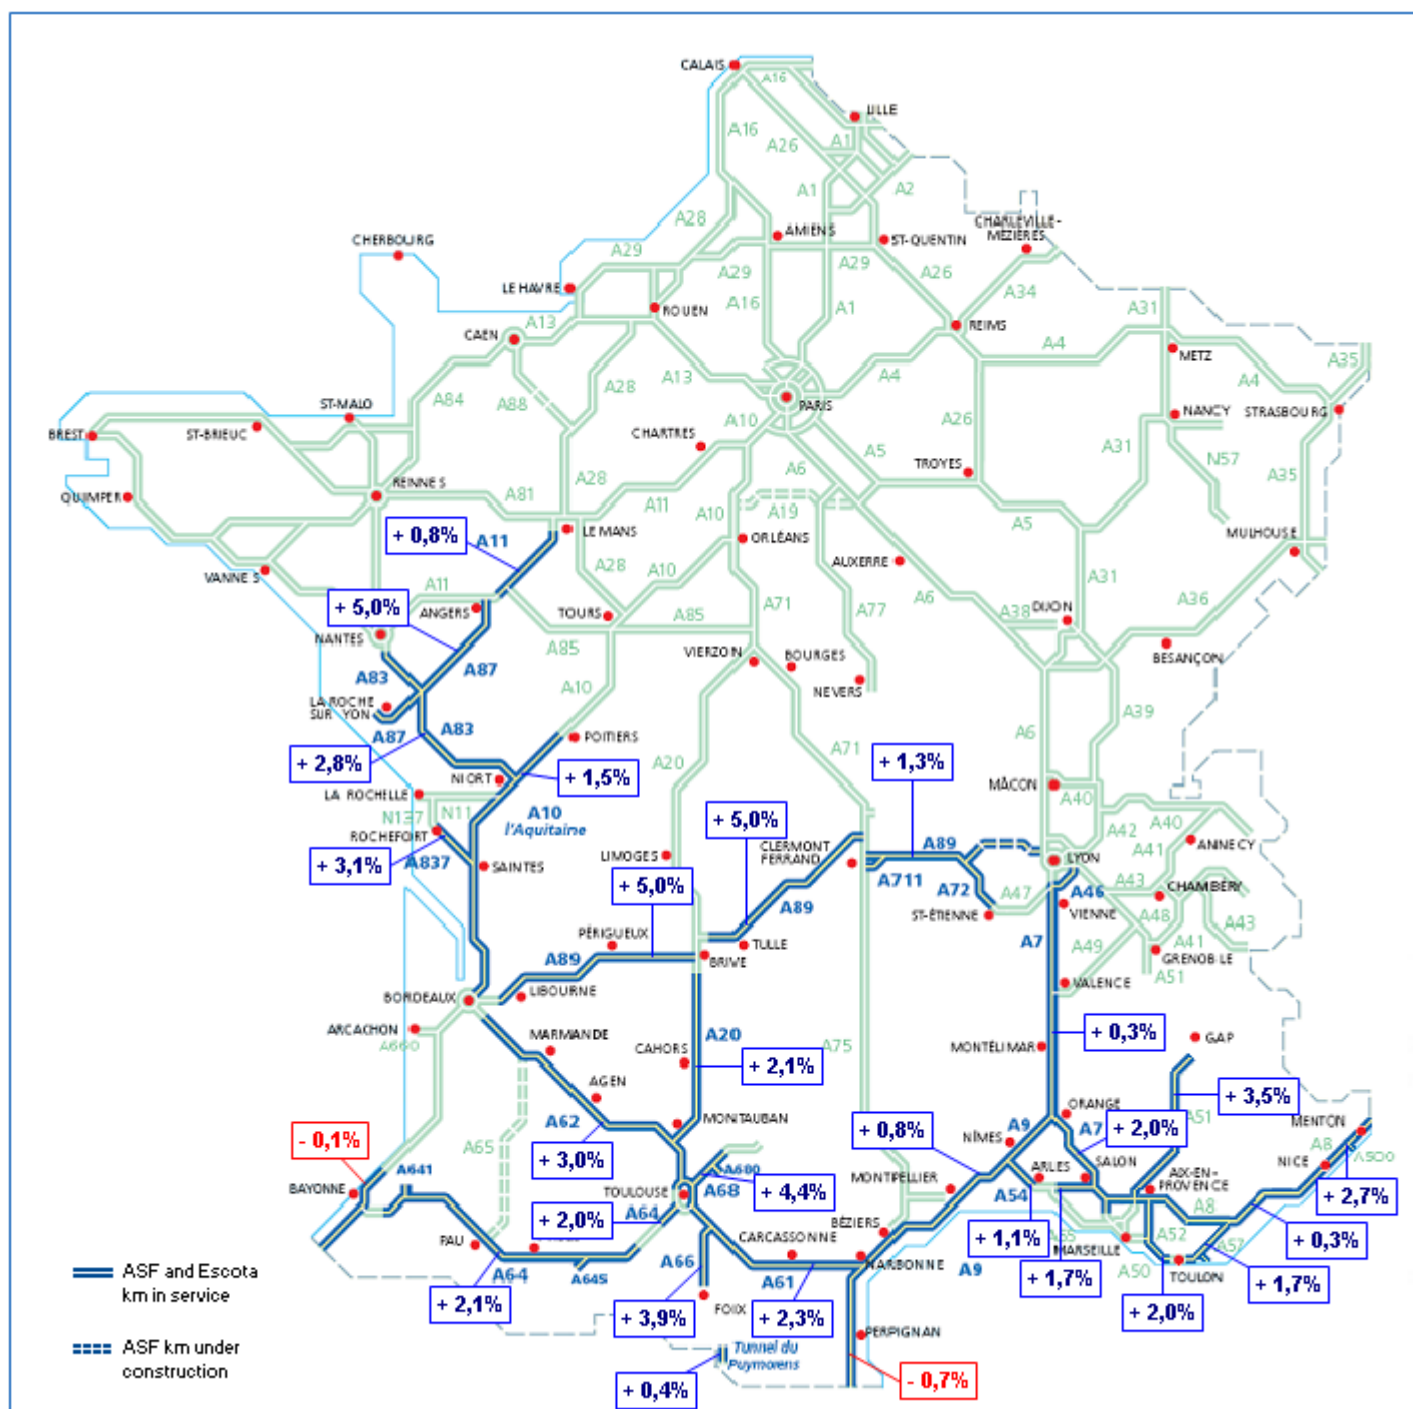 CALAIS
A16
LILLE
A16
A26
A1
A1
A2
A28
CHARLEVILLE-
MÉZIÈRES
CHERBOURG
AMIENS
ST-QUENTIN
A29
A29
A29
A26
LE HAVRE
A34
A31
A16
A1
ROUEN
A13
REIMS
CAEN
A4
METZ
A35
A13
A4
A4
A28
A88
A84
PARIS
ST-MALO
NANCY
STRASBOURG
BREST
ST-BRIEUC
CHARTRES
A10
A26
A5
A31
A6
TROYES
N57
A35
QUIMPER
RENNES
A81
A28
A11
A10
A19
A5
+ 0,8%
A11
LE MANS
ORLÉANS
MULHOUSE
AUXERRE
VANNES
A28
A10
A31
A11
A71
A77
A6
A36
+ 5,0%
ANGERS
TOURS
A85
A38
DIJON
NANTES
A85
VIERZOIN
BOURGES
BESANÇON
A83
A87
A10
NEVERS
LA ROCHE
SUR YON
A39
A87
A83
POITIERS
A6
A71
+ 2,8%
A20
+ 1,3%
NIORT
+ 1,5%
MÂCON
LA ROCHELLE
A40
N137
N11
A10
l'Aquitaine
+ 5,0%
A42
A40
ROCHEFORT
A89
ANNECY
+ 3,1%
A837
SAINTES
LIMOGES
CLERMONT
FERRAND
LYON
A41
A711
A72
A47
A46
A43
CHAMBÉRY
+ 5,0%
A89
ST-ÉTIENNE
VIENNE
A48
A43
PÉRIGUEUX
TULLE
A7
A49
A41
BRIVE
GRENOBLE
A89
A51
LIBOURNE
VALENCE
BORDEAUX
ARCACHON
MARMANDE
A20
+ 0,3%
A660
CAHORS
A75
MONTÉLIMAR
GAP
+ 2,1%
AGEN
+ 3,5%
A62
MONTAUBAN
ORANGE
A51
MENTON
- 0,1%
A65
+ 0,8%
A9
A7
+ 2,0%
A8
+ 3,0%
NÎMES
NICE
A500
A641
A680
MONTPELLIER
ARLES
SALON
AIX-EN-
PROVENCE
BAYONNE
TOULOUSE
A68
+ 4,4%
A54
+ 2,7%
+ 2,0%
A64
BÉZIERS
A8
PAU
CARCASSONNE
+ 1,1%
A55
MARSEILLE
A52
A57
+ 0,3%
ASF and Escota
km in service
A64
A645
A66
A61
NARBONNE
A9
+ 1,7%
A50
TOULON
+ 1,7%
+ 2,1%
FOIX
+ 3,9%
+ 2,3%
+ 2,0%
PERPIGNAN
ASF km under
construction
Tunnel du
Puymorens
+ 0,4%
- 0,7%